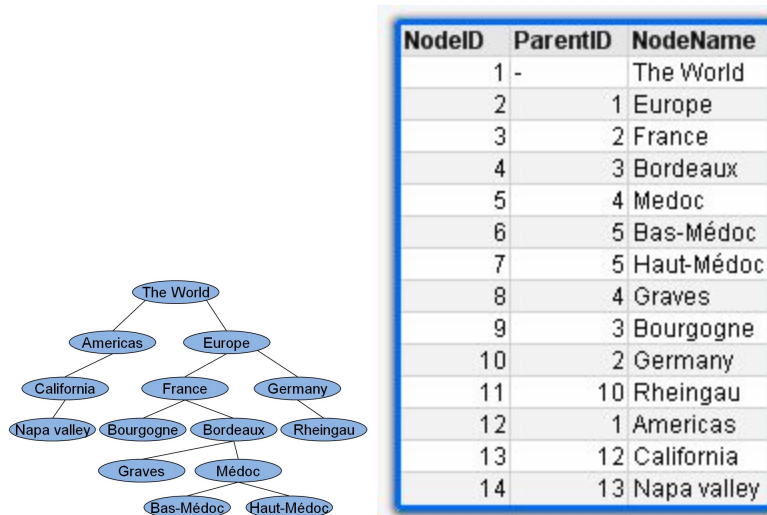 The World
Americas Europe
California France Germany
Napa valley Bourgogne Bordeaux Rheingau
Graves Médoc
Bas-Médoc Haut-Médoc
NodeID ParentID NodeName
1 - The World
2 1 Europe
3 2 France
4 3 Bordeaux
5 4 Medoc
6 5 Bas-Médoc
7 5 Haut-Médoc
8 4 Graves
9 3 Bourgogne
10 2 Germany
11 10 Rheingau
12 1 Americas
13 12 California
14 13 Napa valley